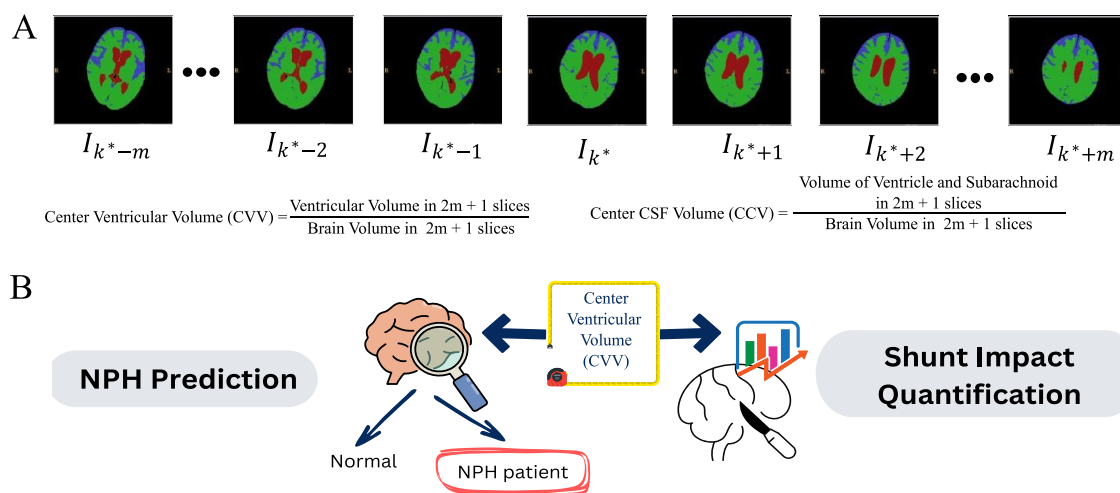 A
R L R L R L R L R L R L R L
I_{k^*-m} ••• I_{k^*-2} I_{k^*-1} I_{k^*} I_{k^*+1} I_{k^*+2} ••• I_{k^*+m}
Center Ventricular Volume (CVV) = Ventricular Volume in 2m + 1 slices
Brain Volume in 2m + 1 slices
Center CSF Volume (CCV) = Volume of Ventricle and Subarachnoid
in 2m + 1 slices
Brain Volume in 2m + 1 slices
B
NPH Prediction
Normal
NPH patient
Center
Ventricular
Volume
(CVV)
Shunt Impact
Quantification